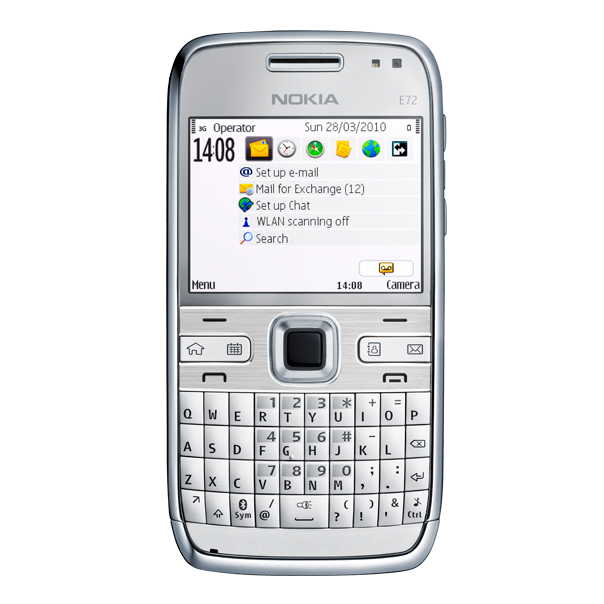 NOKIA
E72
3G Operator Sun 28/03/2010
14:08
@ Set up e-mail
Mail for Exchange (12)
Set up Chat
WLAN scanning off
Search
Menu 14:08 Camera
1 2 3 * + =
Q W E R T Y U I O P
4 5 6 # -
A S D F G H J K L
7 8 9 0 ; :
Z X C V B N M , .
/ ? ! ' &
Sym @ ( ) , Ctrl